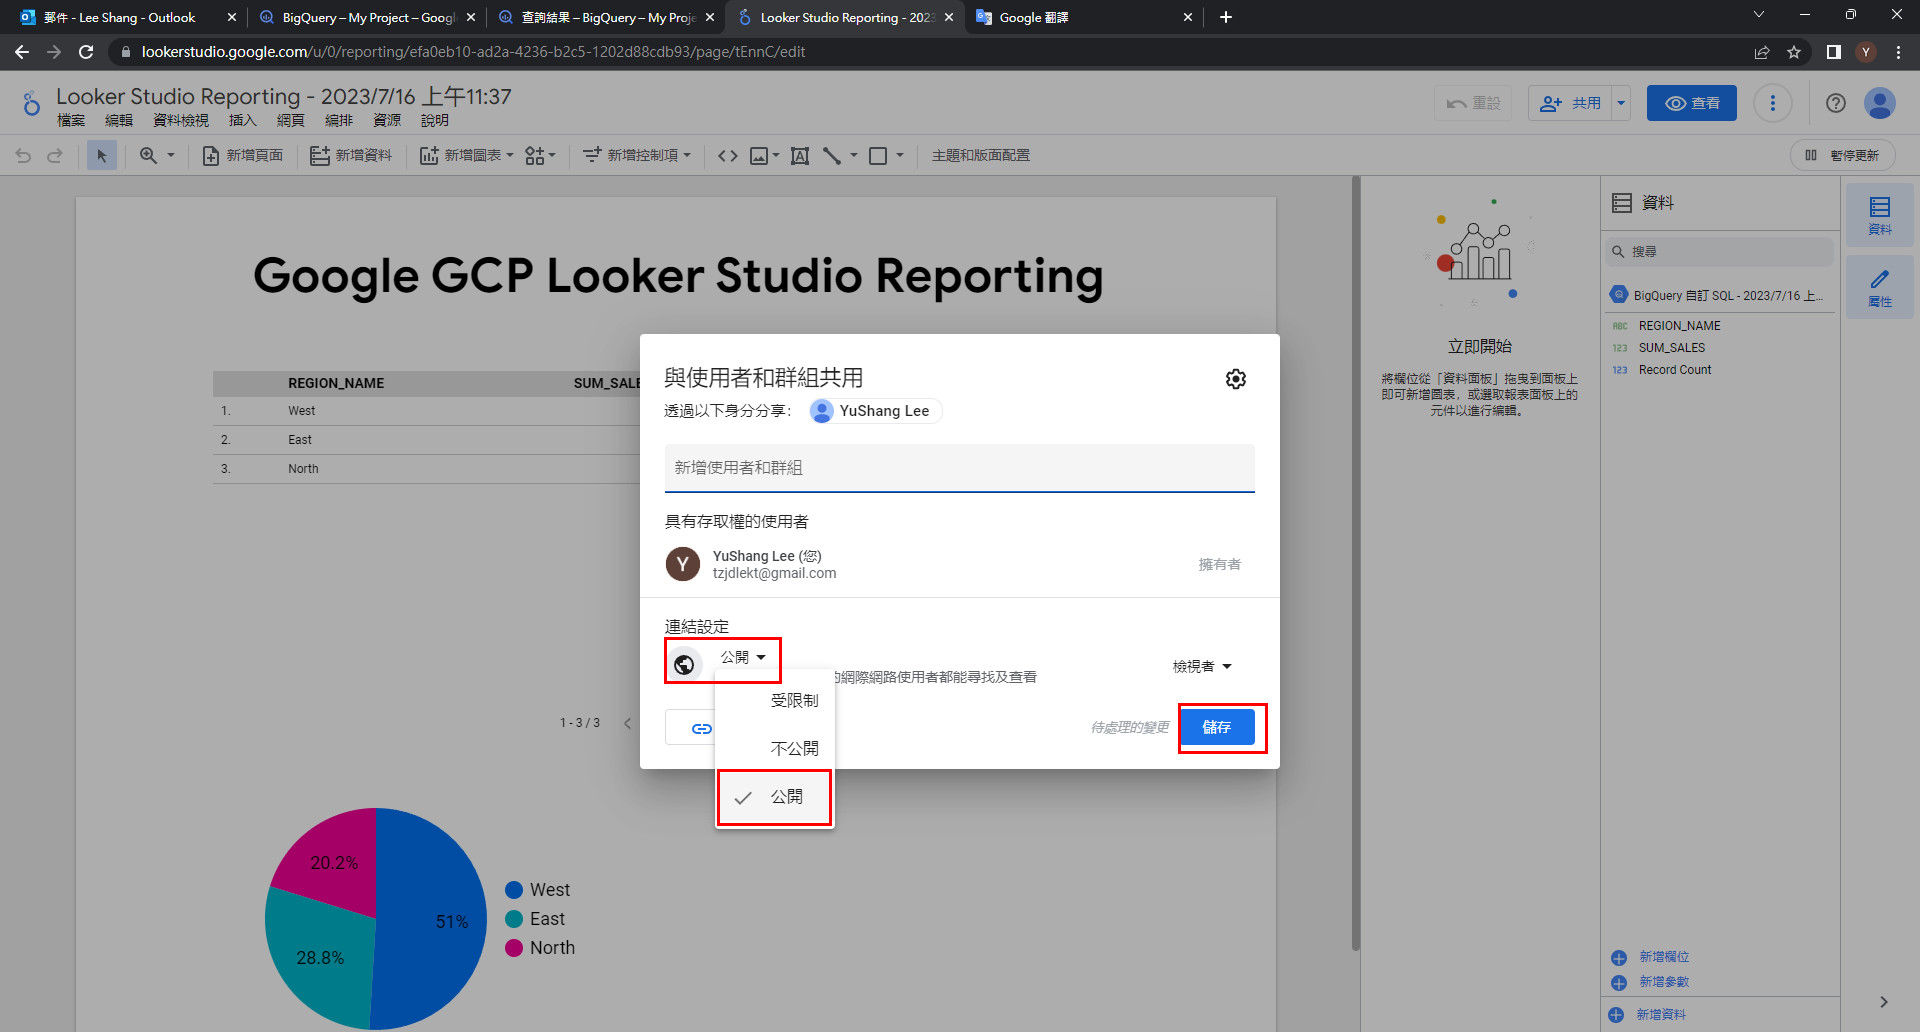 郵件 - Lee Shang - Outlook
BigQuery – My Project – Googl
查詢結果 – BigQuery – My Proje
Looker Studio Reporting - 2023
Google 翻譯
lookerstudio.google.com/u/0/reporting/efa0eb10-ad2a-4236-b2c5-1202d88cdb93/page/tEnnC/edit
Y
Looker Studio Reporting - 2023/7/16 上午11:37
檔案 編輯 資料檢視 插入 網頁 編排 資源 說明
重設
共用
查看
新增頁面
新增資料
新增圖表
新增控制項
主題和版面配置
暫停更新
Google GCP Looker Studio Reporting
REGION_NAME SUM_SALE
1. West
2. East
3. North
1 - 3 / 3
51%
28.8%
20.2%
West
East
North
與使用者和群組共用
透過以下身分分享： YuShang Lee
新增使用者和群組
具有存取權的使用者
Y
YuShang Lee (您)
tzjdlekt@gmail.com
擁有者
連結設定
公開
網際網路使用者都能尋找及查看
檢視者
受限制
不公開
公開
待處理的變更
儲存
立即開始
將欄位從「資料面板」拖曳到面板上
即可新增圖表，或選取報表面板上的
元件以進行編輯。
資料
搜尋
BigQuery 自訂 SQL - 2023/7/16 上...
ABC REGION_NAME
123 SUM_SALES
123 Record Count
新增欄位
新增參數
新增資料
資料
屬性